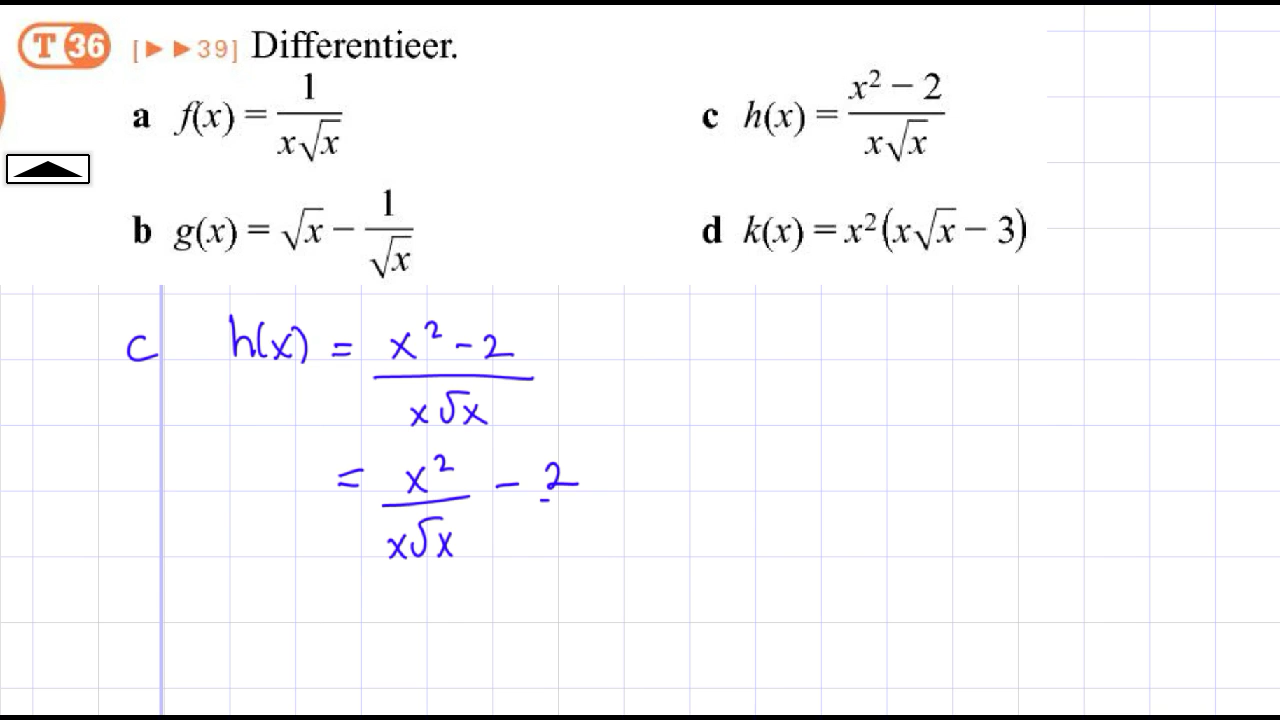 T 36 [►►39] Differentieer.
a f(x) = 1/(x√x)
c h(x) = (x² − 2)/(x√x)
b g(x) = √x − 1/√x
d k(x) = x²(x√x − 3)
c h(x) = (x² - 2)/(x√x)
= x²/(x√x) - 2